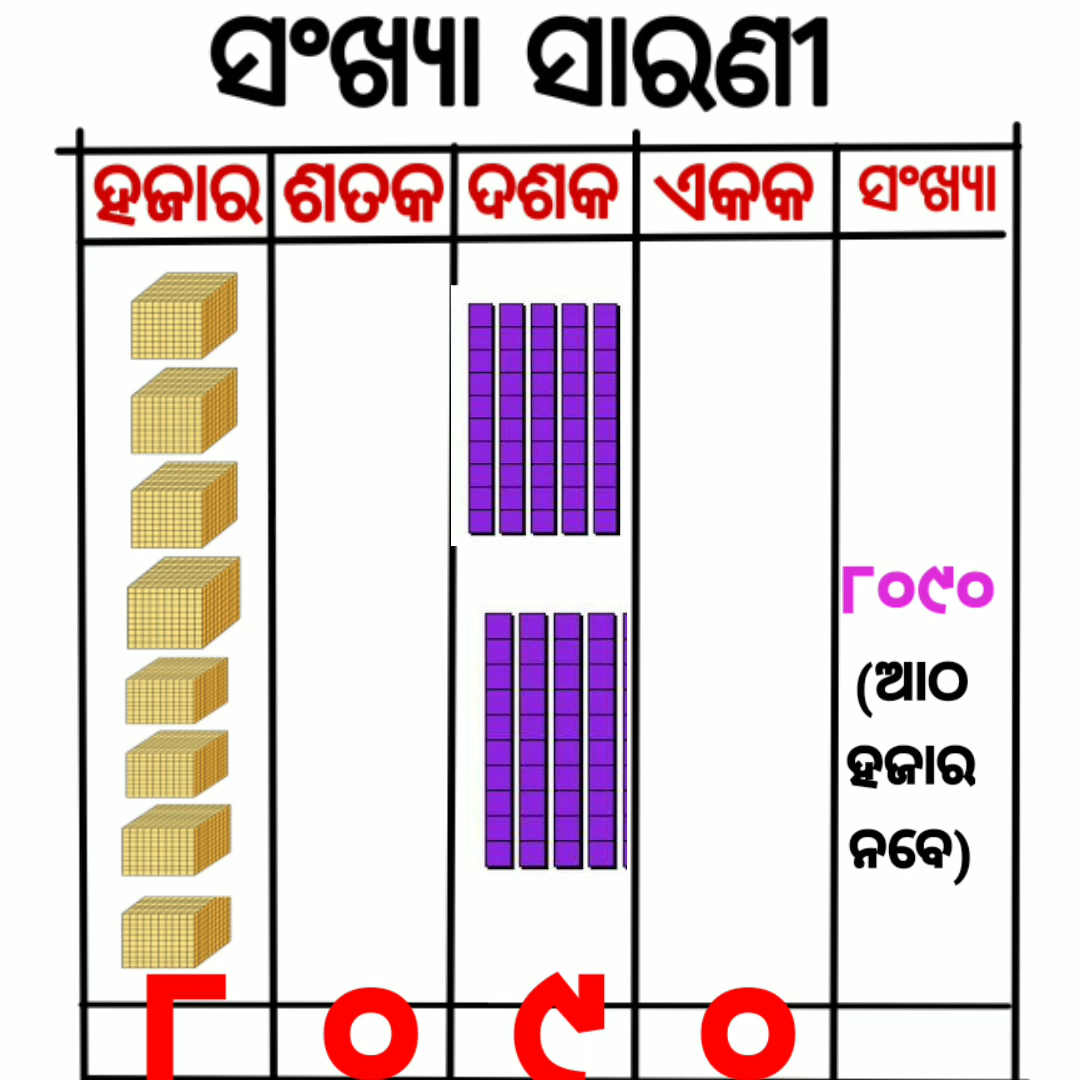 ସଂଖ୍ୟା ସାରଣୀ
ହଜାର ଶତକ ଦଶକ ଏକକ ସଂଖ୍ୟା
୮୦୯୦
(ଆଠ
ହଜାର
ନବେ)
୮ ୦ ୯ ୦